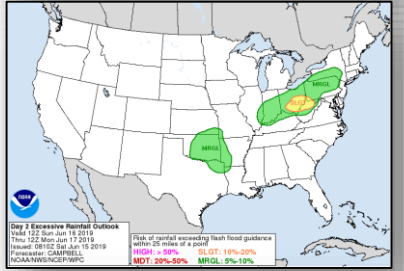 MRGL
SLGT
MRGL
noaa
Day 2 Excessive Rainfall Outlook
Valid 12Z Sun Jun 16 2019
Thru 12Z Mon Jun 17 2019
Issued: 0810Z Sat Jun 15 2019
Forecaster: CAMPBELL
NOAA/NWS/NCEP/WPC
Risk of rainfall exceeding flash flood guidance
within 25 miles of a point
HIGH: > 50% SLGT: 10%-20%
MDT: 20%-50% MRGL: 5%-10%